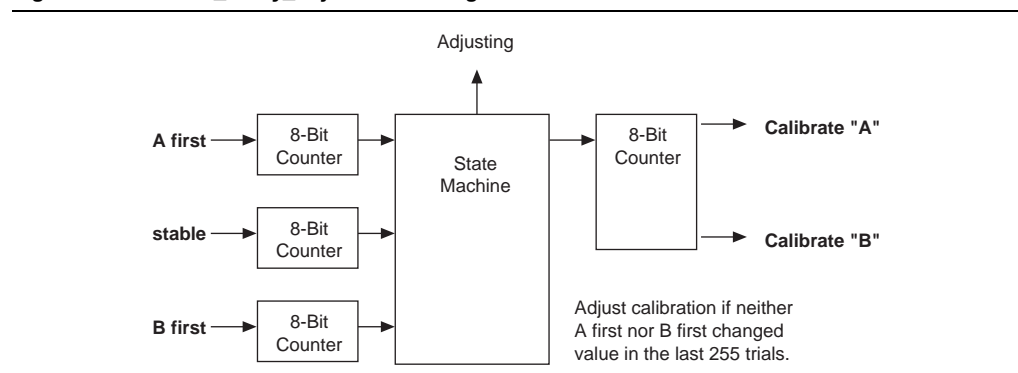 Adjusting
A first
8-Bit
Counter
State
Machine
8-Bit
Counter
Calibrate "A"
stable
8-Bit
Counter
Calibrate "B"
B first
8-Bit
Counter
Adjust calibration if neither
A first nor B first changed
value in the last 255 trials.